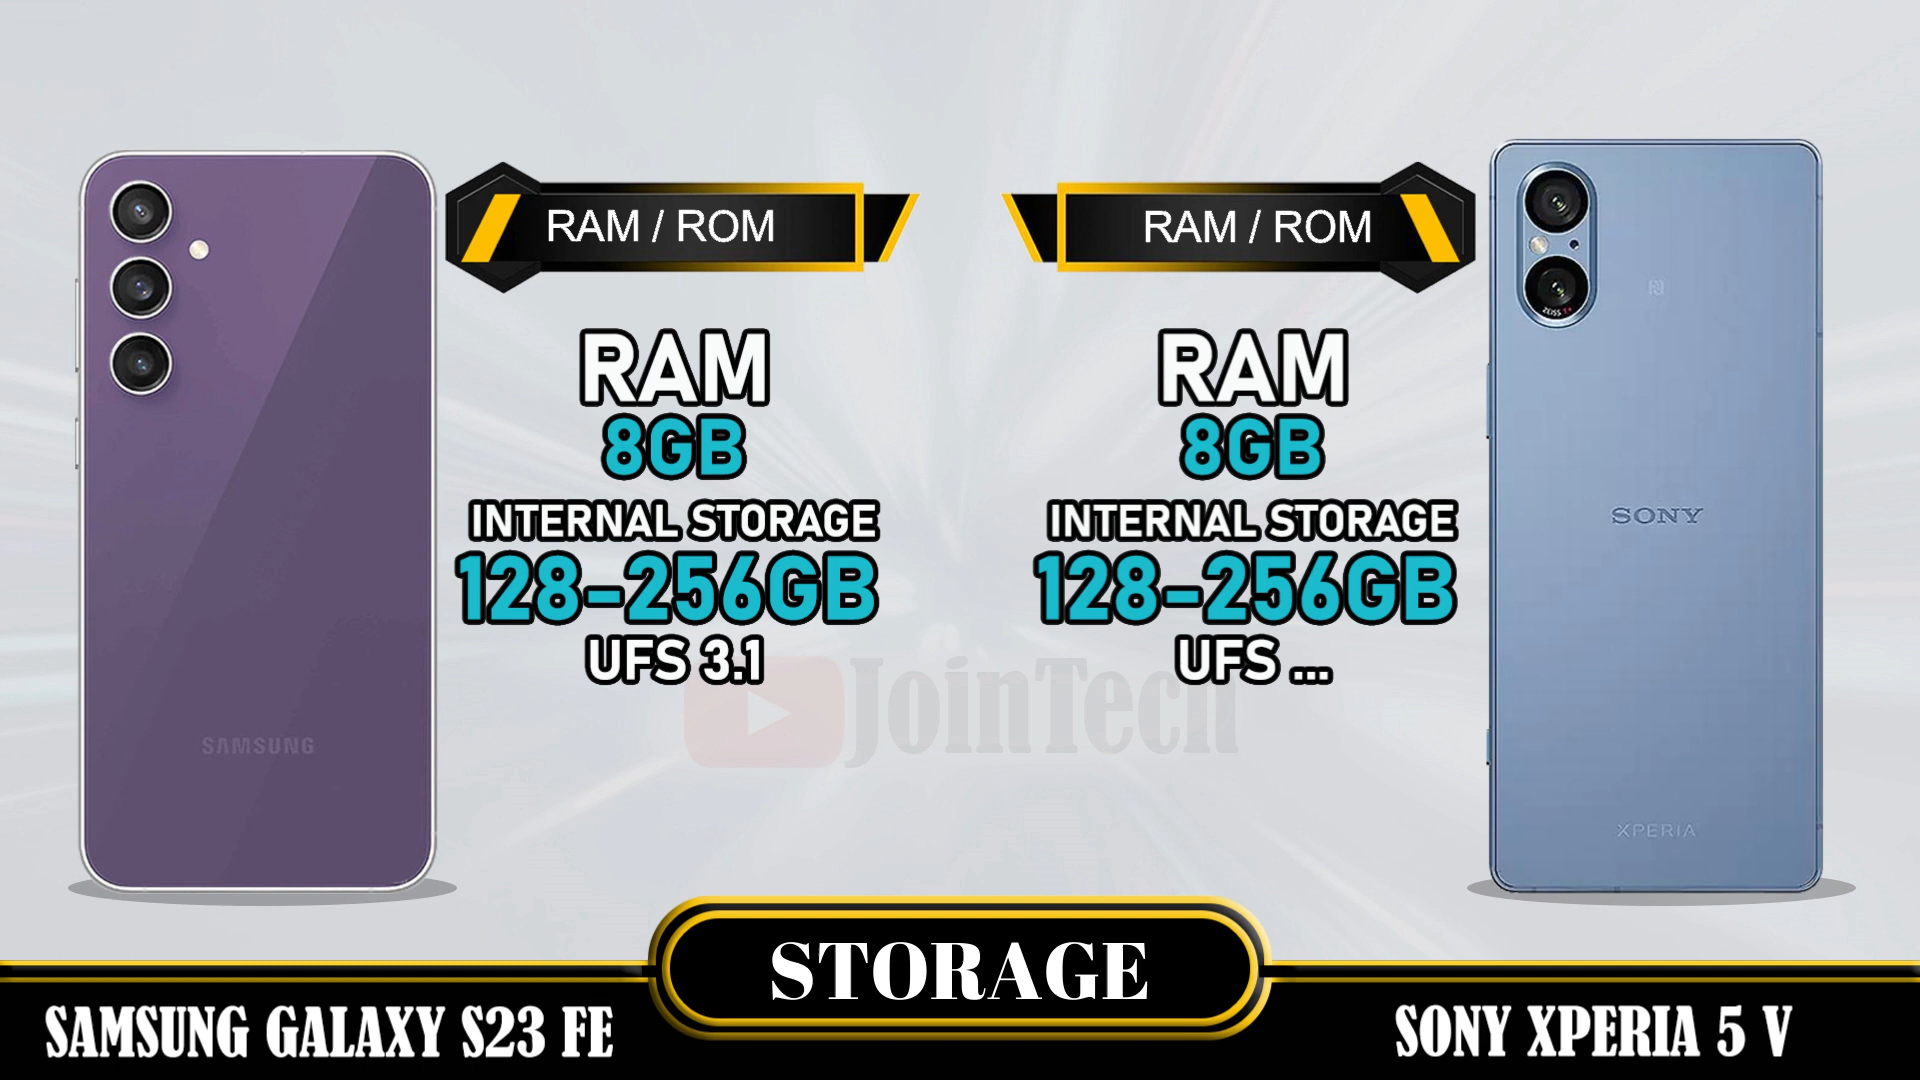 RAM / ROM
RAM
8GB
INTERNAL STORAGE
128-256GB
UFS 3.1
SAMSUNG
RAM / ROM
RAM
8GB
INTERNAL STORAGE
128-256GB
UFS ...
ZEISS T*
SONY
XPERIA
JoinTech
STORAGE
SAMSUNG GALAXY S23 FE
SONY XPERIA 5 V